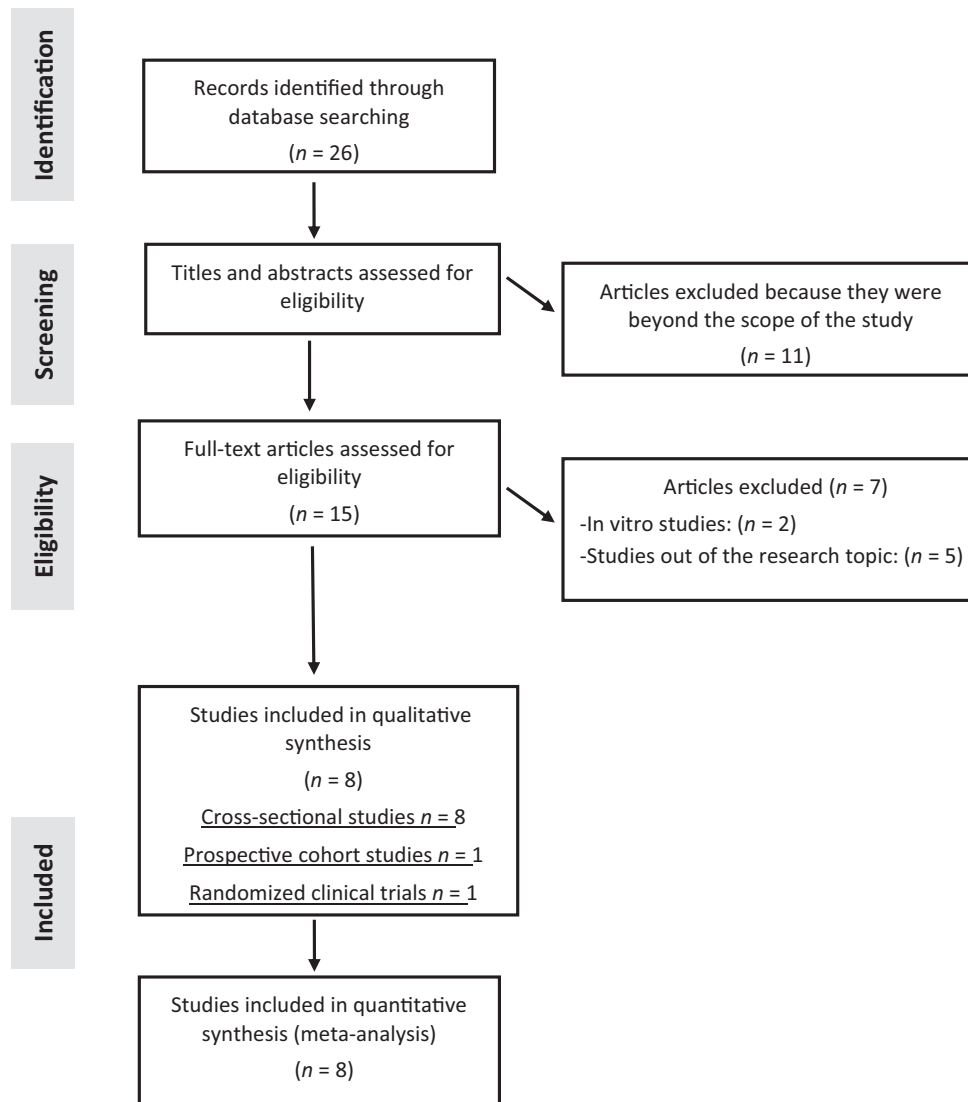 Identification
Records identified through
database searching
(n = 26)
Screening
Titles and abstracts assessed for
eligibility
Articles excluded because they were
beyond the scope of the study
(n = 11)
Eligibility
Full-text articles assessed for
eligibility
(n = 15)
Articles excluded (n = 7)
-In vitro studies: (n = 2)
-Studies out of the research topic: (n = 5)
Included
Studies included in qualitative
synthesis
(n = 8)
Cross-sectional studies n = 8
Prospective cohort studies n = 1
Randomized clinical trials n = 1
Studies included in quantitative
synthesis (meta-analysis)
(n = 8)